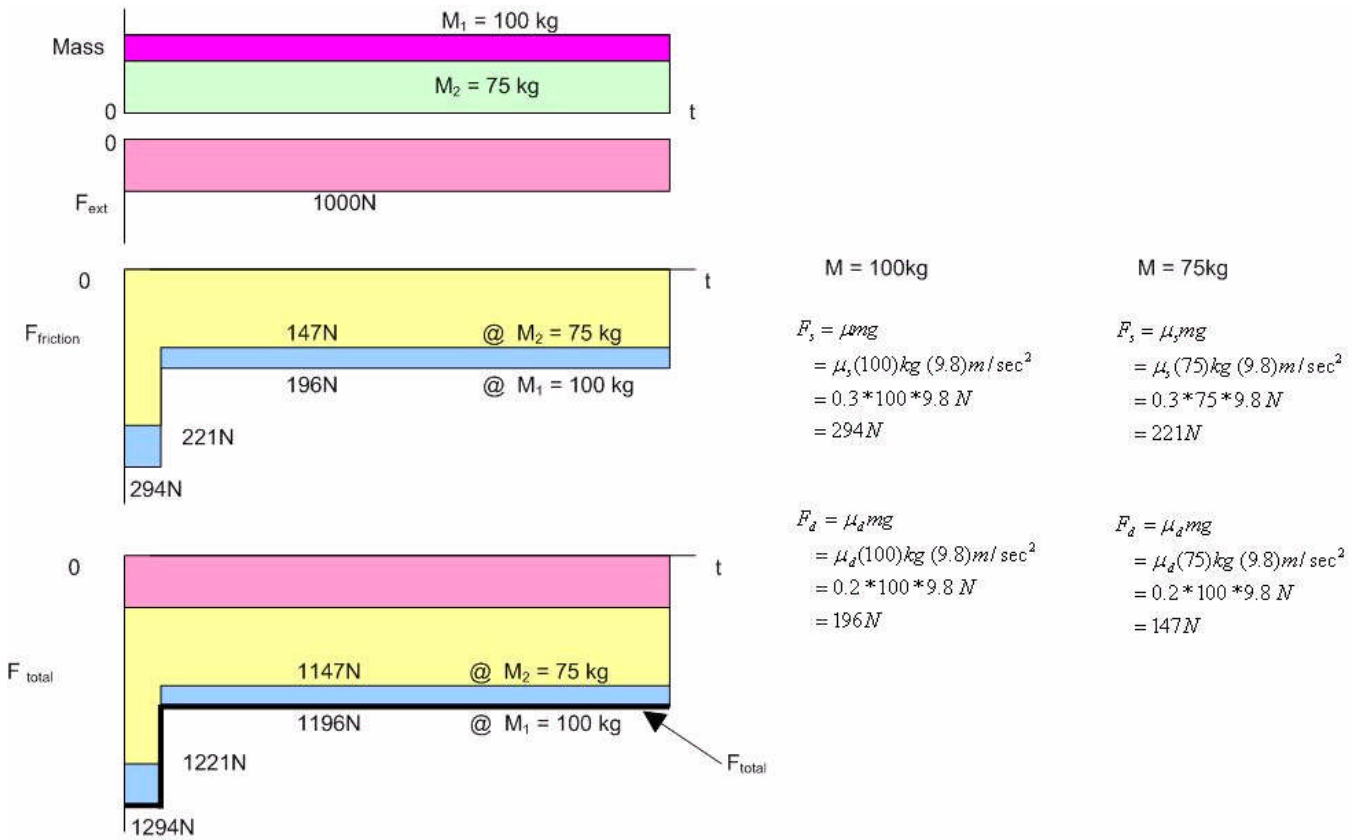 M₁ = 100 kg
Mass
M₂ = 75 kg
0
t
0
F_ext
1000N
0
t
F_friction
147N @ M₂ = 75 kg
196N @ M₁ = 100 kg
221N
294N
0
t
F total
1147N @ M₂ = 75 kg
1196N @ M₁ = 100 kg
1221N
F_total
1294N
M = 100kg
F_s = μmg
= μ_s(100)kg (9.8)m/sec²
= 0.3*100*9.8 N
= 294N
F_d = μ_d mg
= μ_d(100)kg (9.8)m/sec²
= 0.2*100*9.8 N
= 196N
M = 75kg
F_s = μ_s mg
= μ_s(75)kg (9.8)m/sec²
= 0.3*75*9.8 N
= 221N
F_d = μ_d mg
= μ_d(75)kg (9.8)m/sec²
= 0.2*100*9.8 N
= 147N